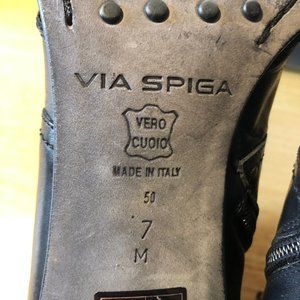 VIA SPIGA
VERO
CUOIO
MADE IN ITALY
50
7
M